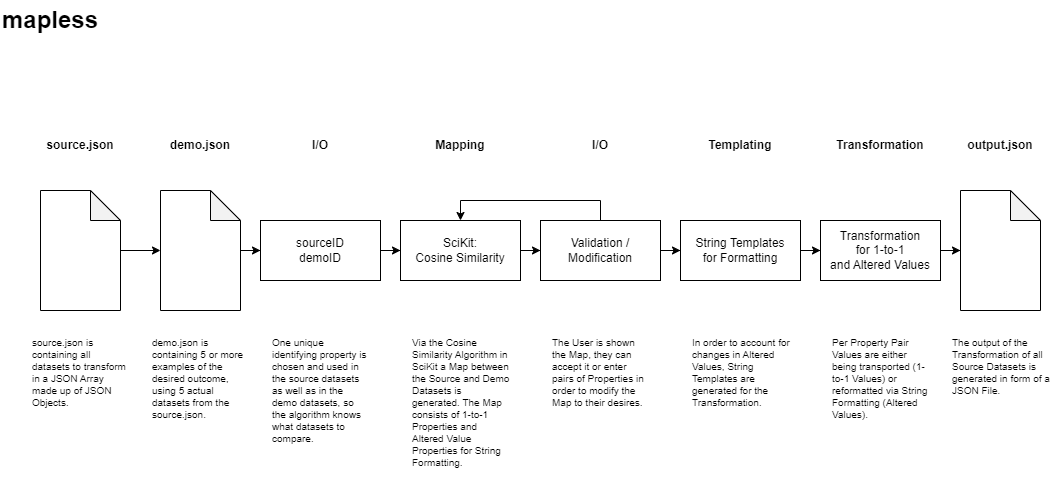 mapless
source.json
demo.json
I/O
Mapping
I/O
Templating
Transformation
output.json
sourceID
demoID
SciKit:
Cosine Similarity
Validation /
Modification
String Templates
for Formatting
Transformation
for 1-to-1
and Altered Values
source.json is
containing all
datasets to transform
in a JSON Array
made up of JSON
Objects.
demo.json is
containing 5 or more
examples of the
desired outcome,
using 5 actual
datasets from the
source.json.
One unique
identifying property is
chosen and used in
the source datasets
as well as in the
demo datasets, so
the algorithm knows
what datasets to
compare.
Via the Cosine
Similarity Algorithm in
SciKit a Map between
the Source and Demo
Datasets is
generated. The Map
consists of 1-to-1
Properties and
Altered Value
Properties for String
Formatting.
The User is shown
the Map, they can
accept it or enter
pairs of Properties in
order to modify the
Map to their desires.
In order to account for
changes in Altered
Values, String
Templates are
generated for the
Transformation.
Per Property Pair
Values are either
being transported (1-
to-1 Values) or
reformatted via String
Formatting (Altered
Values).
The output of the
Transformation of all
Source Datasets is
generated in form of a
JSON File.